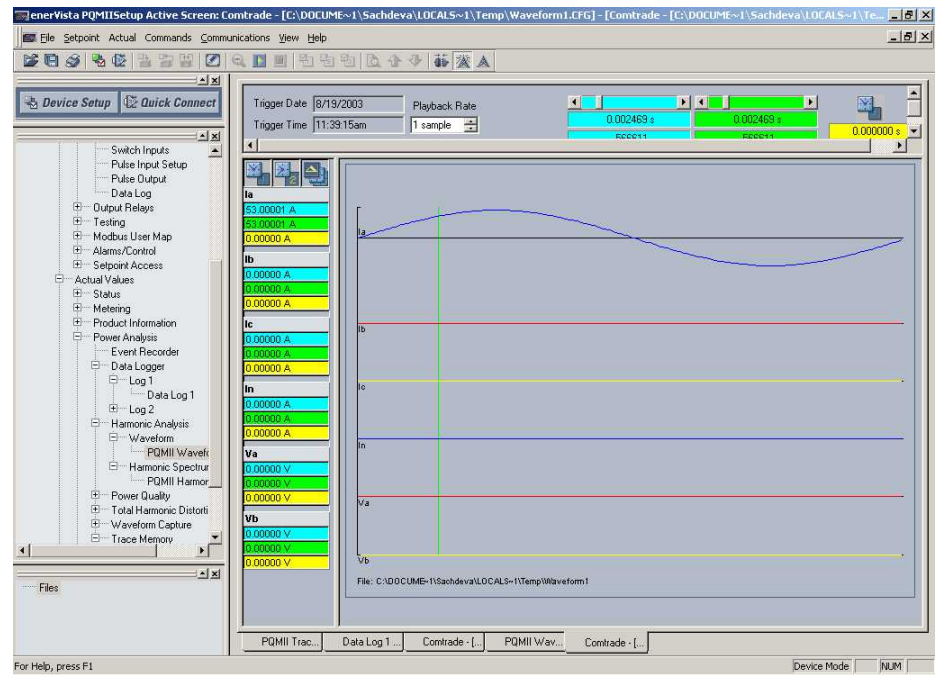 enerVista PQMIISetup Active Screen: Comtrade - [C:\DOCUM~1\Sachdeva\LOCALS~1\Temp\Waveform1.CFG] - [Comtrade - [C:\DOCUME~1\Sachdeva\LOCALS~1\Te...
File Setpoint Actual Commands Communications View Help
Device Setup Quick Connect
Trigger Date 8/19/2003 Playback Rate
Trigger Time 11:39:15am 1 sample
0.002469 s 0.002469 s
0.000000 s
Switch Inputs
Pulse Input Setup
Pulse Output
Data Log
Output Relays
Testing
Modbus User Map
Alarms/Control
Setpoint Access
Actual Values
Status
Metering
Product Information
Power Analysis
Event Recorder
Data Logger
Log 1
Data Log 1
Log 2
Harmonic Analysis
Waveform
PQMII Wavefo
Harmonic Spectrur
PQMII Harmor
Power Quality
Total Harmonic Distorti
Waveform Capture
Trace Memory
Files
Ia
53.00001 A
53.00001 A
0.00000 A
Ib
0.00000 A
0.00000 A
0.00000 A
Ic
0.00000 A
0.00000 A
0.00000 A
In
0.00000 A
0.00000 A
0.00000 A
Va
0.00000 V
0.00000 V
0.00000 V
Vb
0.00000 V
0.00000 V
0.00000 V
Ia
Ib
Ic
In
Va
Vb
File: C:\DOCUME~1\Sachdeva\LOCALS~1\Temp\Waveform1
PQMII Trac... Data Log 1 ... Comtrade - [... PQMII Wav... Comtrade - [...
For Help, press F1
Device Mode NUM